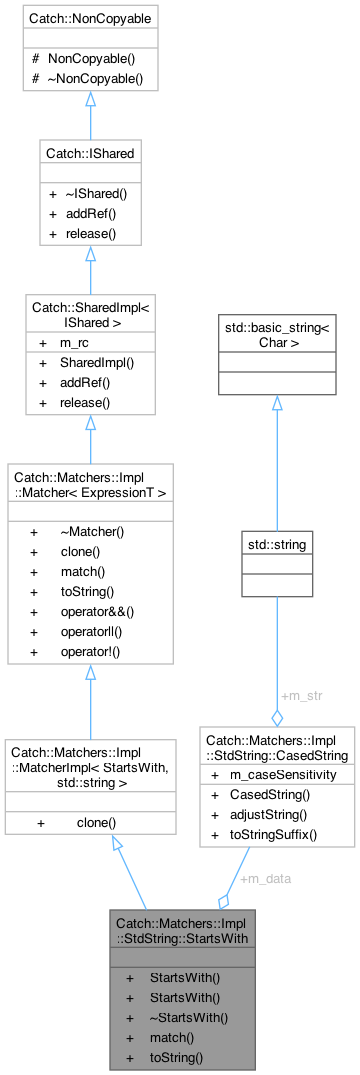 Catch::NonCopyable
# NonCopyable()
# ~NonCopyable()
Catch::IShared
+ ~IShared()
+ addRef()
+ release()
Catch::SharedImpl<
IShared >
+ m_rc
+ SharedImpl()
+ addRef()
+ release()
std::basic_string<
Char >
Catch::Matchers::Impl
::Matcher< ExpressionT >
+ ~Matcher()
+ clone()
+ match()
+ toString()
+ operator&&()
+ operator||()
+ operator!()
std::string
+m_str
Catch::Matchers::Impl
::MatcherImpl< StartsWith,
std::string >
+ clone()
Catch::Matchers::Impl
::StdString::CasedString
+ m_caseSensitivity
+ CasedString()
+ adjustString()
+ toStringSuffix()
+m_data
Catch::Matchers::Impl
::StdString::StartsWith
+ StartsWith()
+ StartsWith()
+ ~StartsWith()
+ match()
+ toString()